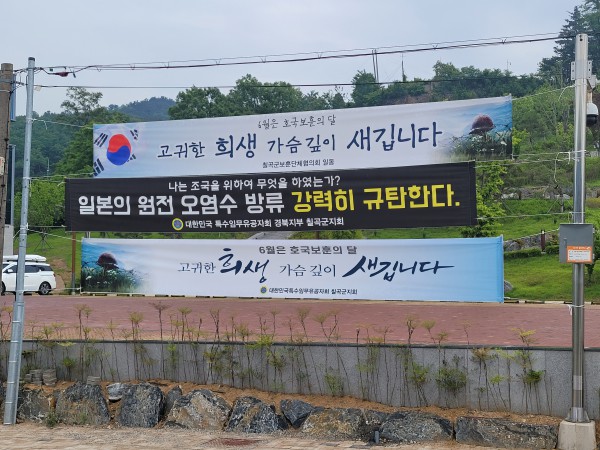 6월은 호국보훈의 달
고귀한 희생 가슴깊이 새깁니다
칠곡군보훈단체협의회 일동
나는 조국을 위하여 무엇을 하였는가?
일본의 원전 오염수 방류 강력히 규탄한다.
대한민국 특수임무유공자회 경북지부 칠곡군지회
6월은 호국보훈의 달
고귀한 희생 가슴 깊이 새깁니다
대한민국특수임무유공자회 칠곡군지회